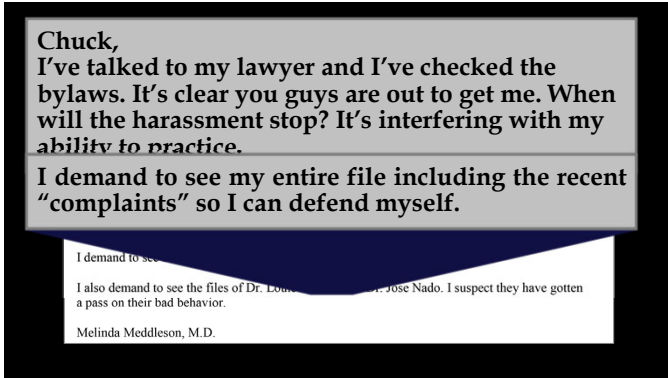 Chuck,
I've talked to my lawyer and I've checked the
bylaws. It's clear you guys are out to get me. When
will the harassment stop? It's interfering with my
ability to practice.
I demand to see my entire file including the recent
“complaints” so I can defend myself.
I demand to see
I also demand to see the files of Dr. Jose Nado. I suspect they have gotten
a pass on their bad behavior.
Melinda Meddleson, M.D.